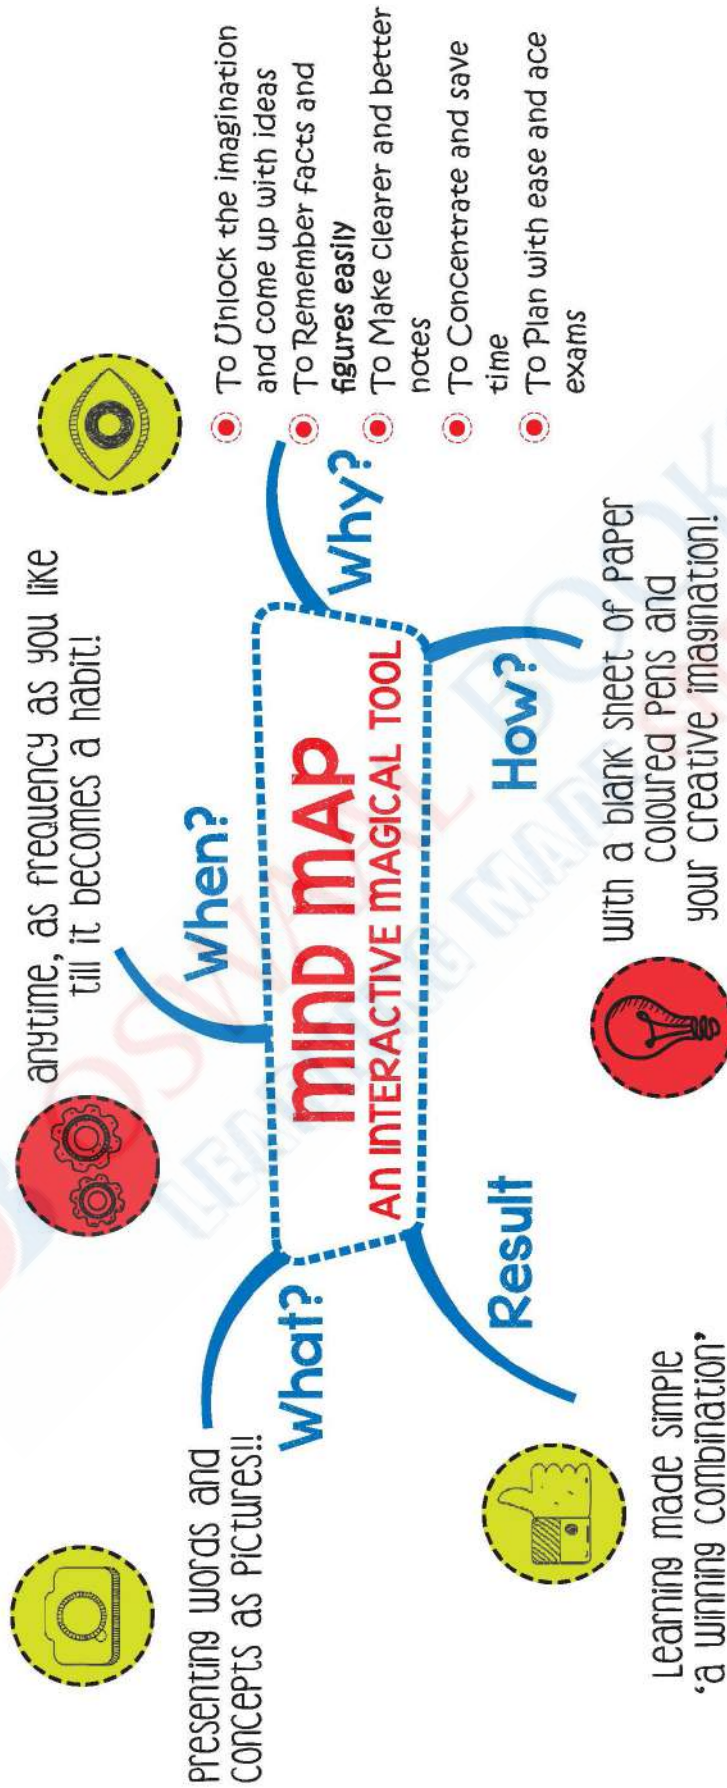 MIND MAP
AN INTERACTIVE MAGICAL TOOL
What?
Presenting words and
concepts as pictures!!
When?
anytime, as frequency as you like
till it becomes a habit!
Why?
To Unlock the imagination
and come up with ideas
To Remember facts and
figures easily
To Make clearer and better
notes
To Concentrate and save
time
To Plan with ease and ace
exams
How?
With a blank sheet of Paper
Coloured Pens and
your creative imagination!
Result
Learning made simple
‘a winning combination’
OSWAAL BOOKS
LEARNING MADE